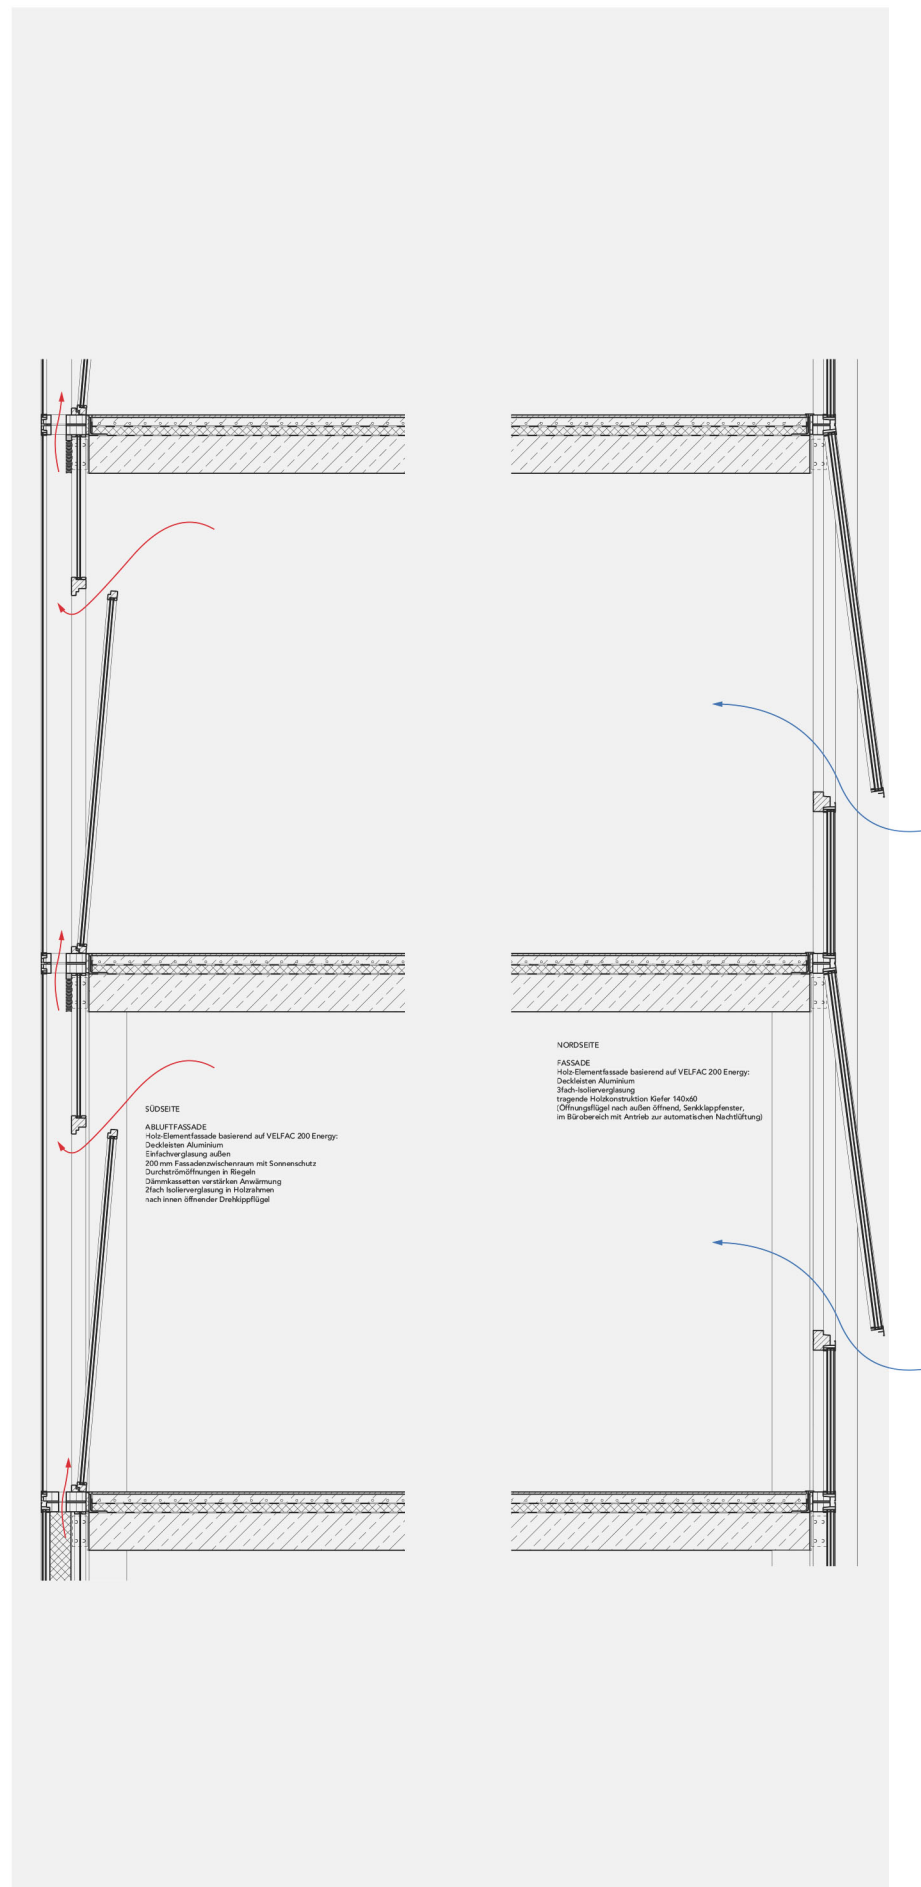 NORDSEITE
FASSADE
Holz-Elementfassade basierend auf VELFAC 200 Energy:
Deckleisten Aluminium
3fach-Isolierverglasung
tragende Holzkonstruktion Kiefer 140x60
(Öffnungsflügel nach außen öffnend, Senkklappfenster,
im Bürobereich mit Antrieb zur automatischen Nachtlüftung)
SÜDSEITE
ABLUFTFASSADE
Holz-Elementfassade basierend auf VELFAC 200 Energy:
Deckleisten Aluminium
Einfachverglasung außen
200 mm Fassadenzwischenraum mit Sonnenschutz
Durchströmöffnungen in Riegeln
Dämmkassetten verstärken Anwärmung
2fach Isolierverglasung in Holzrahmen
nach innen öffnender Drehkippflügel